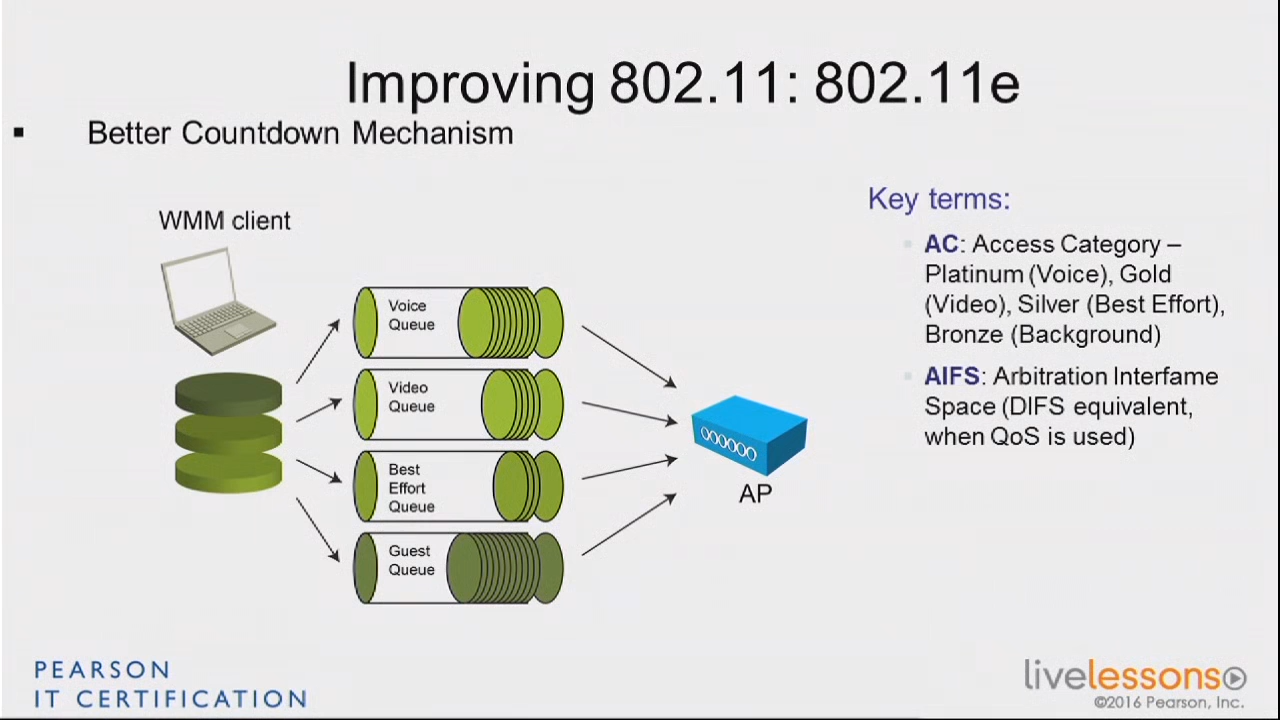 Improving 802.11: 802.11e
▪ Better Countdown Mechanism
WMM client
Voice
Queue
Video
Queue
Best
Effort
Queue
Guest
Queue
AP
Key terms:
AC: Access Category –
Platinum (Voice), Gold
(Video), Silver (Best Effort),
Bronze (Background)
AIFS: Arbitration Interfame
Space (DIFS equivalent,
when QoS is used)
PEARSON
IT CERTIFICATION
livelessons
©2016 Pearson, Inc.